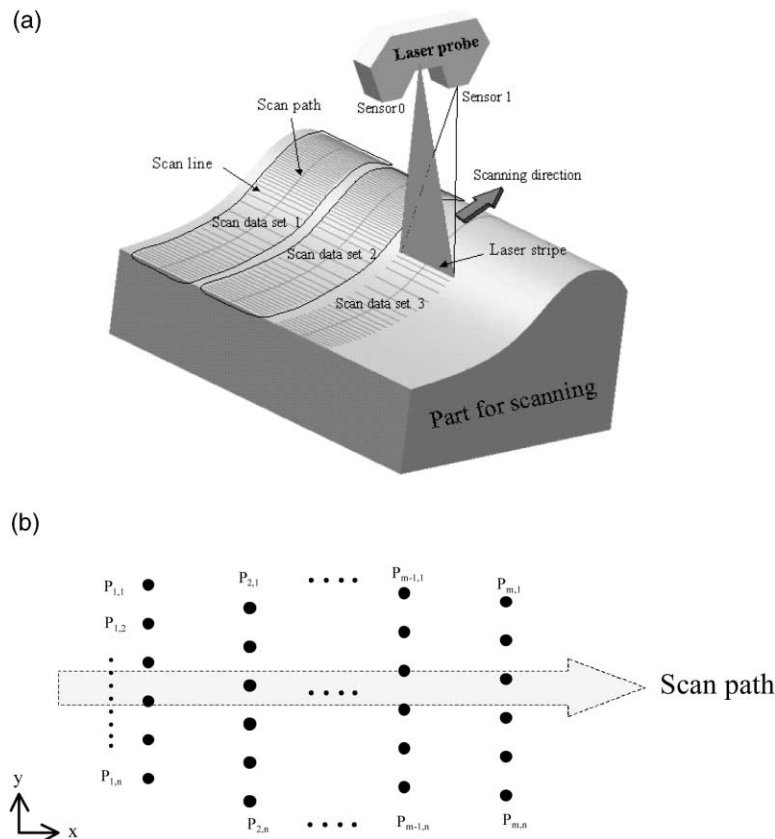 (a)
Laser probe
Sensor 0
Sensor 1
Scan path
Scan line
Scanning direction
Scan data set 1
Scan data set 2
Laser stripe
Scan data set 3
Part for scanning
(b)
P1,1
P2,1
Pm-1,1
Pm,1
P1,2
Scan path
P1,n
P2,n
Pm-1,n
Pm,n
y
x